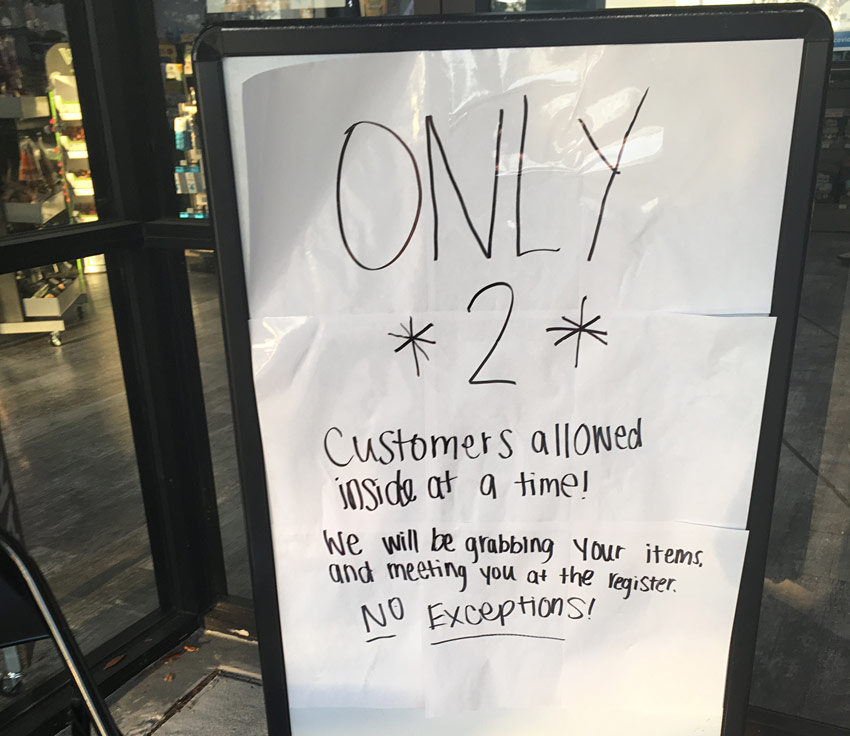 ONLY
* 2 *
Customers allowed
inside at a time!
We will be grabbing your items,
and meeting you at the register.
NO Exceptions!